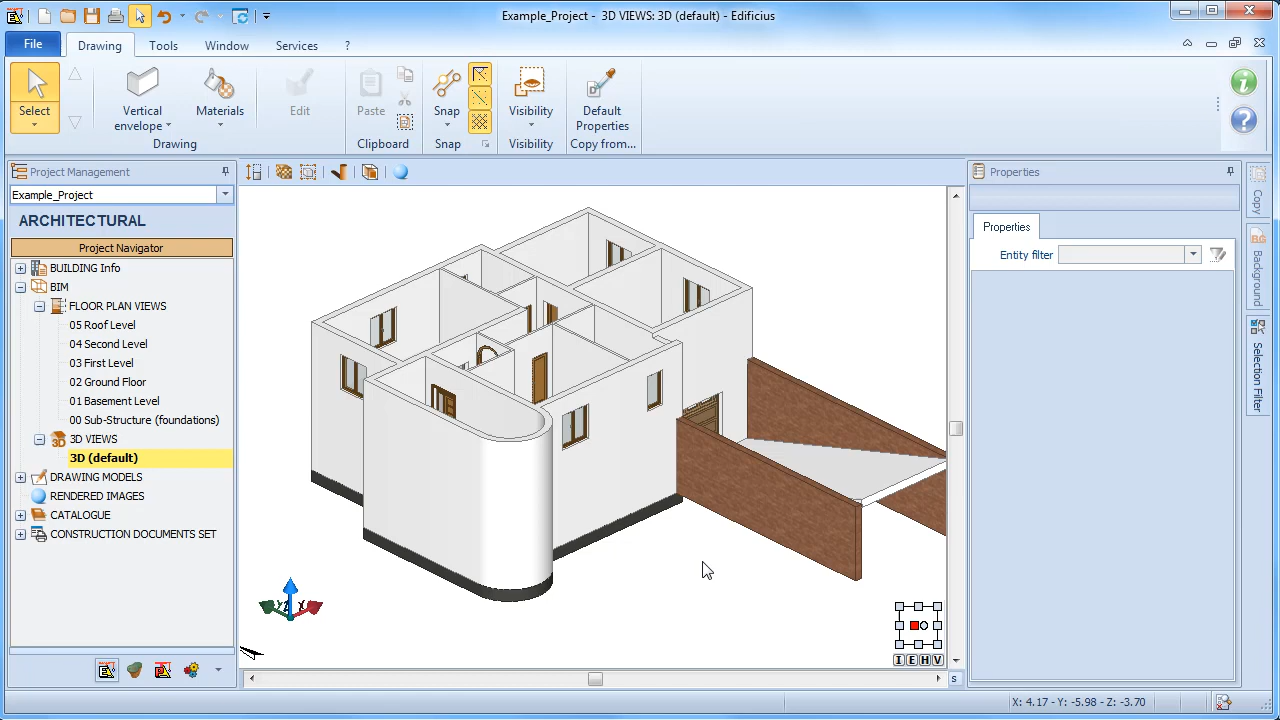 Example_Project - 3D VIEWS: 3D (default) - Edificius
File
Drawing
Tools
Window
Services
?
Select
Vertical envelope
Materials
Edit
Paste
Snap
Visibility
Default Properties
Drawing
Clipboard
Snap
Visibility
Copy from...
Project Management
Example_Project
ARCHITECTURAL
Project Navigator
BUILDING Info
BIM
FLOOR PLAN VIEWS
05 Roof Level
04 Second Level
03 First Level
02 Ground Floor
01 Basement Level
00 Sub-Structure (foundations)
3D VIEWS
3D (default)
DRAWING MODELS
RENDERED IMAGES
CATALOGUE
CONSTRUCTION DOCUMENTS SET
I E H V
S
Properties
Properties
Entity filter
Copy
Background
Selection Filter
X: 4.17 - Y: -5.98 - Z: -3.70